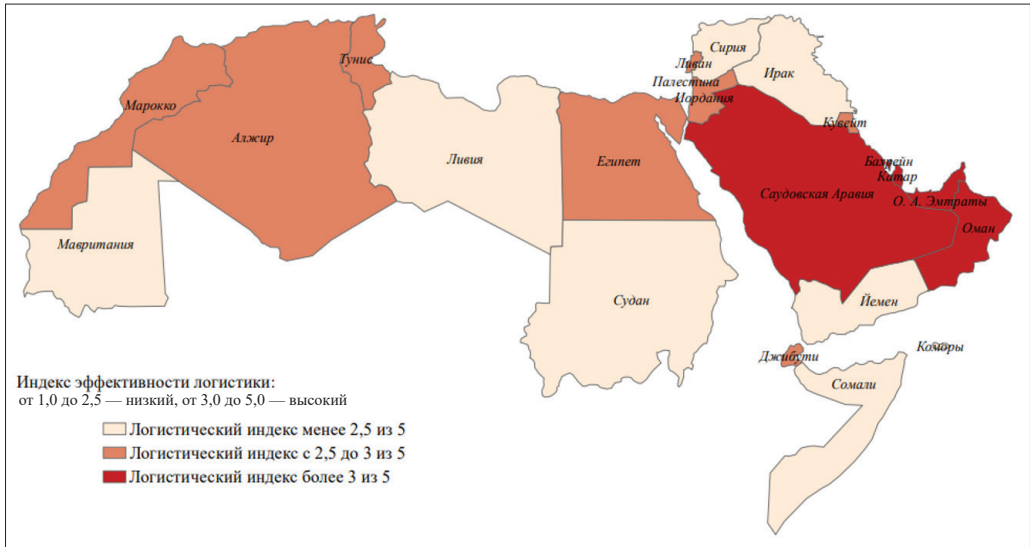 Тунис
Марокко
Алжир
Ливия
Египет
Мавритания
Судан
Сирия
Ливан
Ирак
Палестина
Иордания
Кувейт
Бахрейн
Катар
Саудовская Аравия
О. А. Эмтраты
Оман
Йемен
Джибути
Коморы
Сомали
Индекс эффективности логистики:
от 1,0 до 2,5 — низкий, от 3,0 до 5,0 — высокий
Логистический индекс менее 2,5 из 5
Логистический индекс с 2,5 до 3 из 5
Логистический индекс более 3 из 5